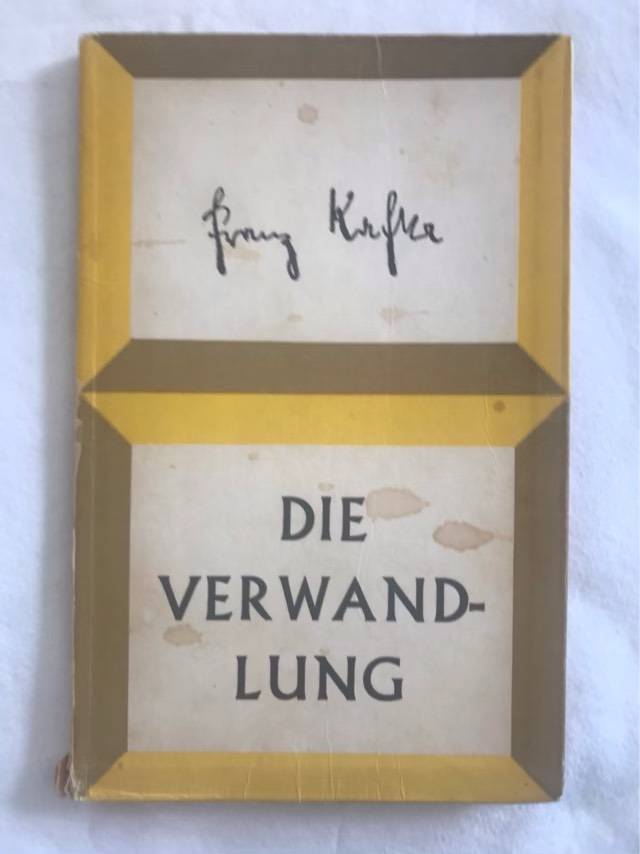 Franz Kafka
DIE
VERWAND-
LUNG